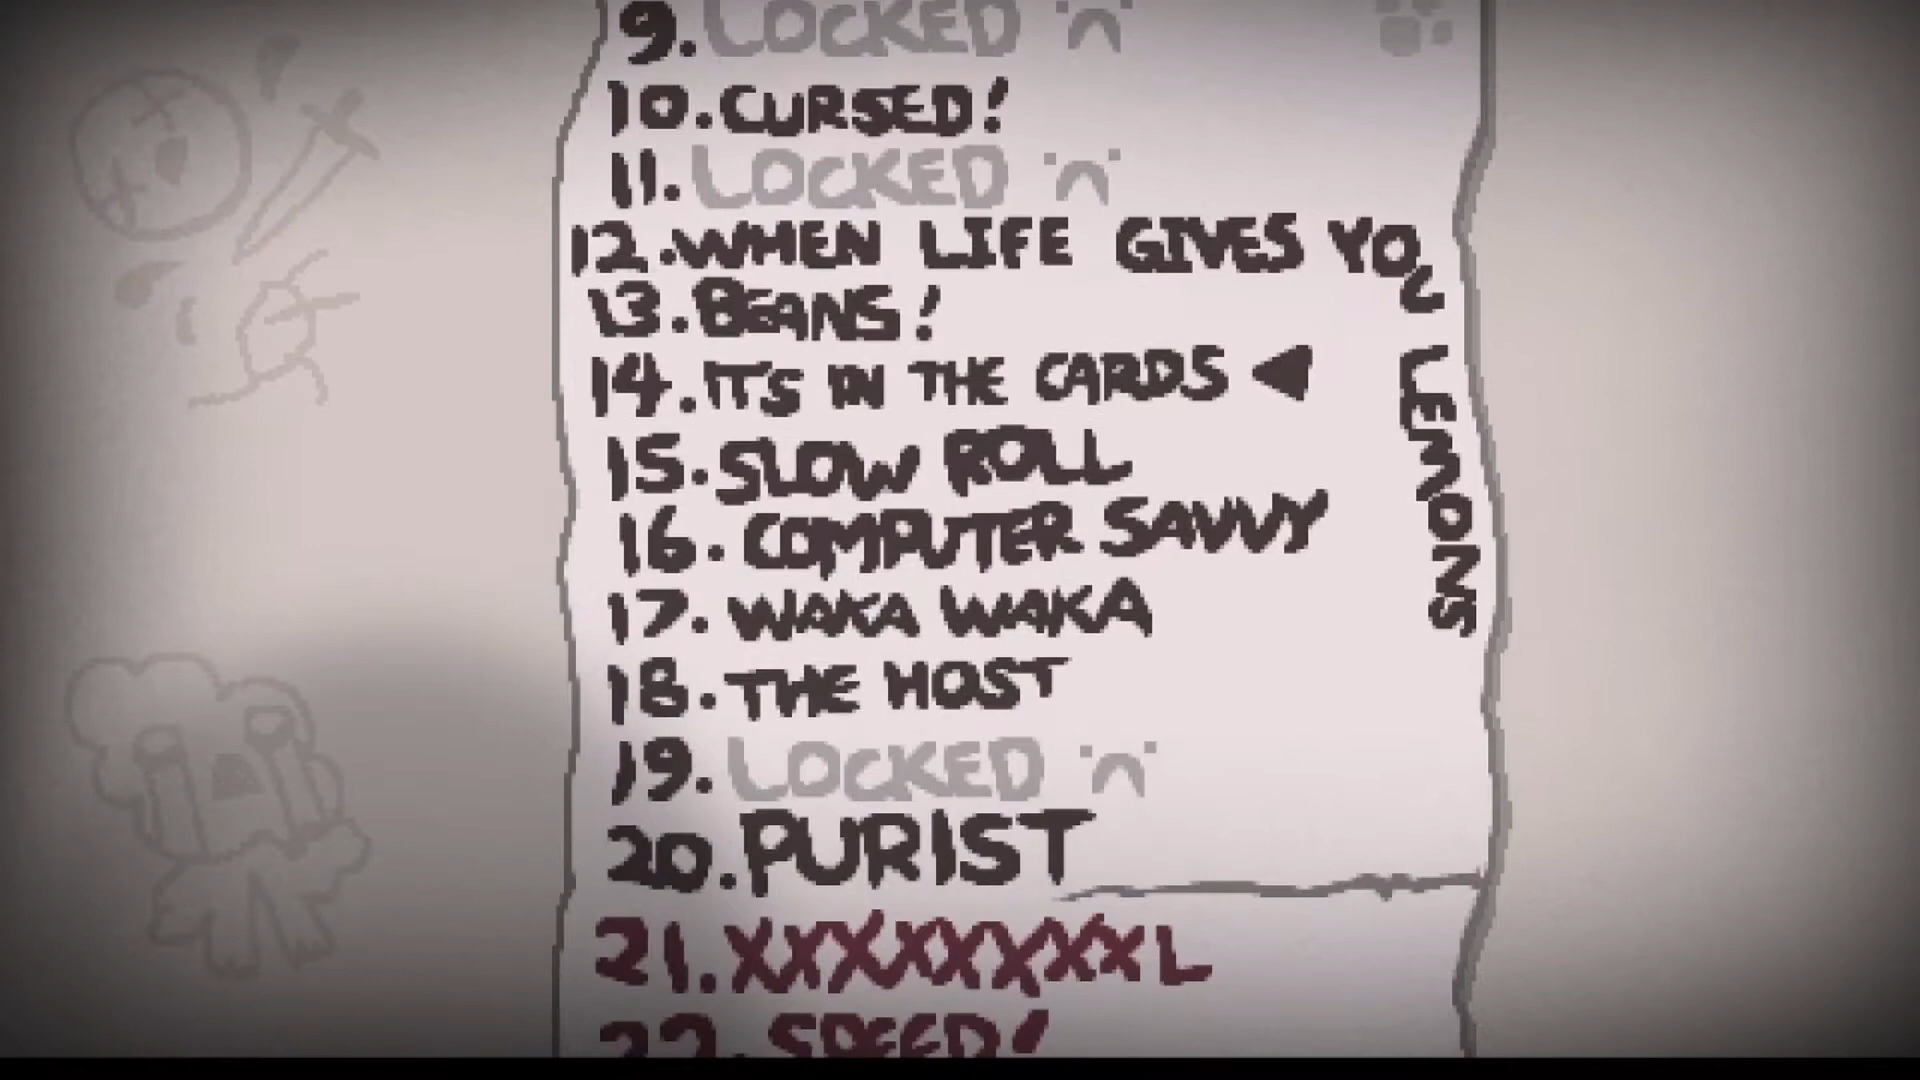 9. LOCKED
10. CURSED!
11. LOCKED
12. WHEN LIFE GIVES YOU LEMONS
13. BEANS!
14. IT'S IN THE CARDS
15. SLOW ROLL
16. COMPUTER SAVVY
17. WAKA WAKA
18. THE HOST
19. LOCKED
20. PURIST
21. XXXXXXXXL
22. SPEED!